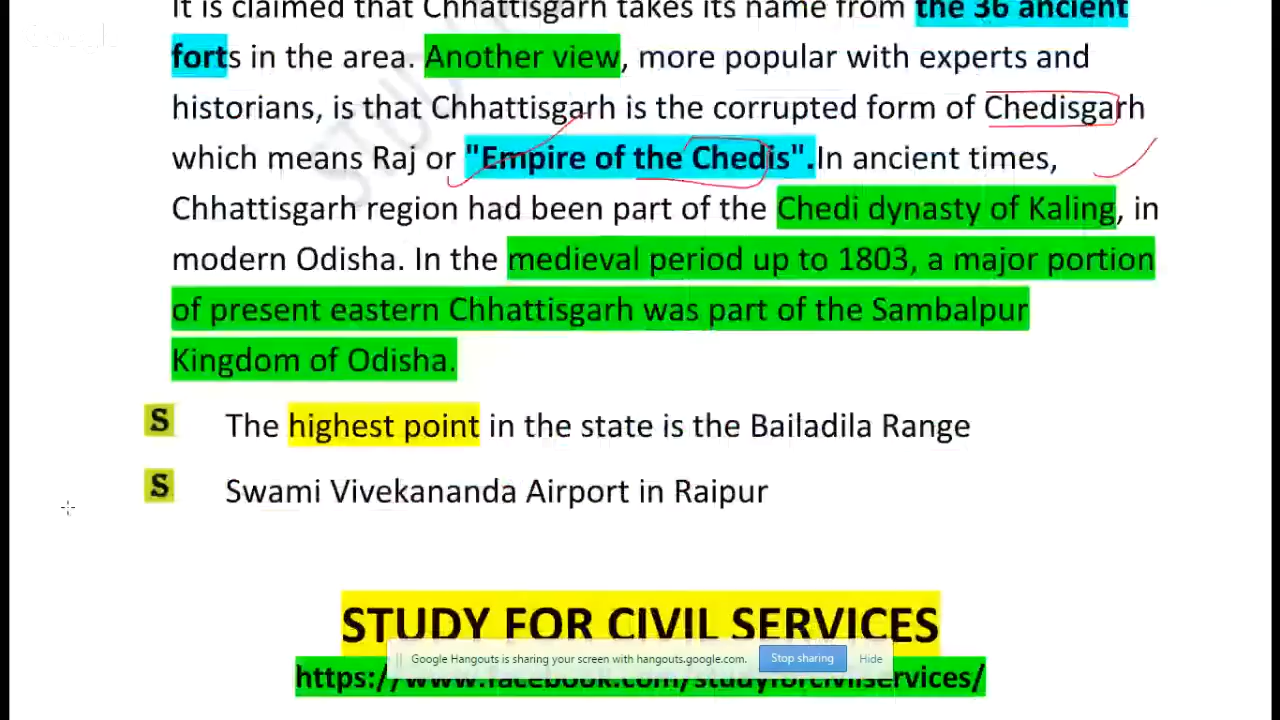 It is claimed that Chhattisgarh takes its name from the 36 ancient
forts in the area. Another view, more popular with experts and
historians, is that Chhattisgarh is the corrupted form of Chedisgarh
which means Raj or "Empire of the Chedis".In ancient times,
Chhattisgarh region had been part of the Chedi dynasty of Kaling, in
modern Odisha. In the medieval period up to 1803, a major portion
of present eastern Chhattisgarh was part of the Sambalpur
Kingdom of Odisha.
S The highest point in the state is the Bailadila Range
S Swami Vivekananda Airport in Raipur
STUDY FOR CIVIL SERVICES
Google Hangouts is sharing your screen with hangouts.google.com. Stop sharing Hide
https://www.facebook.com/studyforcivilservices/